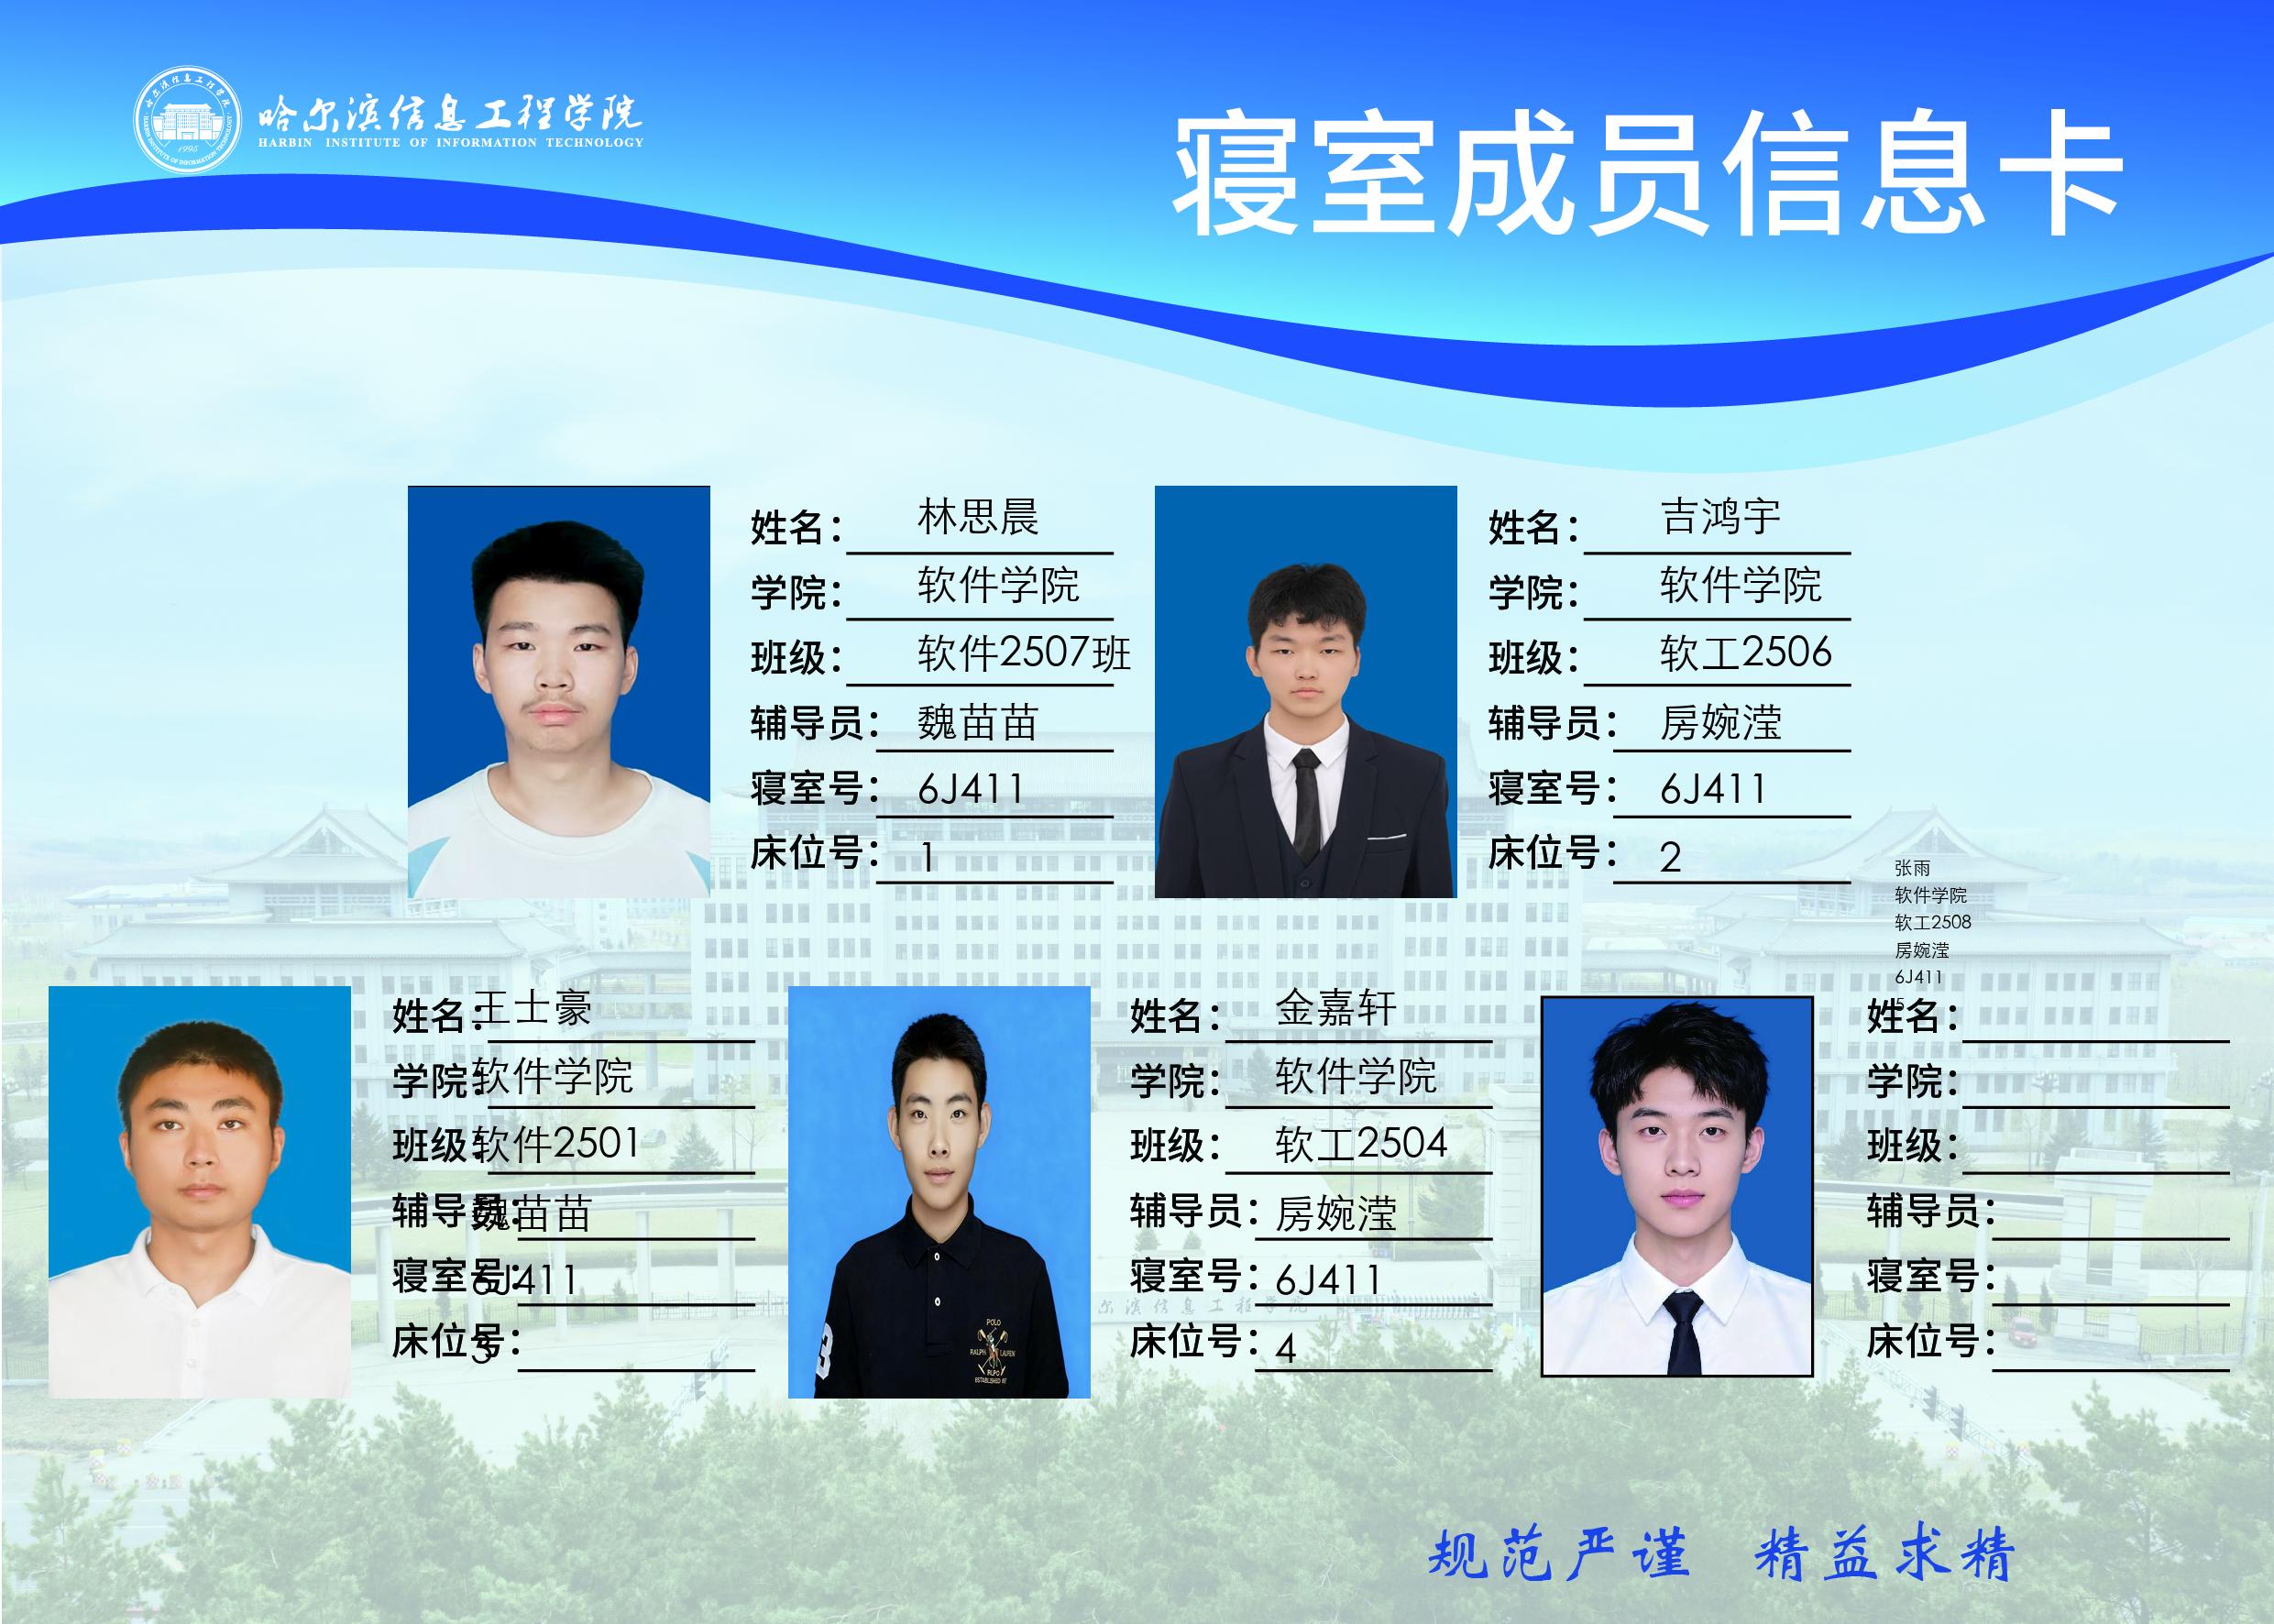 哈尔滨信息工程学院
HARBIN INSTITUTE OF INFORMATION TECHNOLOGY
1995
寝室成员信息卡
姓名：林思晨
学院：软件学院
班级：软件2507班
辅导员：魏苗苗
寝室号：6J411
床位号：1
姓名：吉鸿宇
学院：软件学院
班级：软工2506
辅导员：房婉滢
寝室号：6J411
床位号：2
张雨
软件学院
软工2508
房婉滢
6J411
5
姓名：王士豪
学院：软件学院
班级：软件2501
辅导员：魏苗苗
寝室号：6J411
床位号：3
3
POLO
RALPH LAUREN
姓名：金嘉轩
学院：软件学院
班级：软工2504
辅导员：房婉滢
寝室号：6J411
床位号：4
姓名：
学院：
班级：
辅导员：
寝室号：
床位号：
规范严谨 精益求精